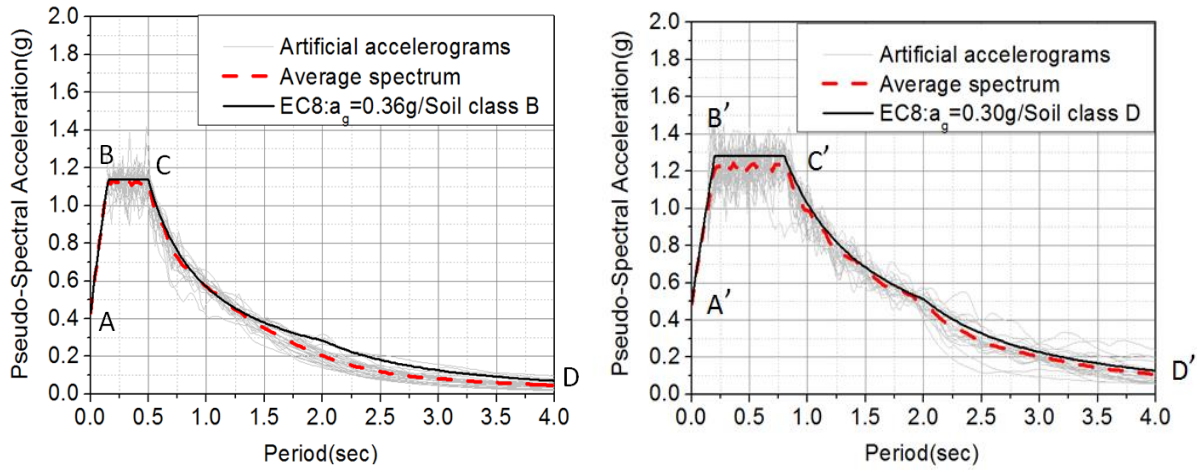 Pseudo-Spectral Acceleration(g)
2.0
1.8
1.6
1.4
1.2
1.0
0.8
0.6
0.4
0.2
0.0
Artificial accelerograms
Average spectrum
EC8:ag=0.36g/Soil class B
B
C
A
D
0.0 0.5 1.0 1.5 2.0 2.5 3.0 3.5 4.0
Period(sec)
Pseudo-Spectral Acceleration(g)
2.0
1.8
1.6
1.4
1.2
1.0
0.8
0.6
0.4
0.2
0.0
Artificial accelerograms
Average spectrum
EC8:ag=0.30g/Soil class D
B’
C’
A’
D’
0.0 0.5 1.0 1.5 2.0 2.5 3.0 3.5 4.0
Period(sec)